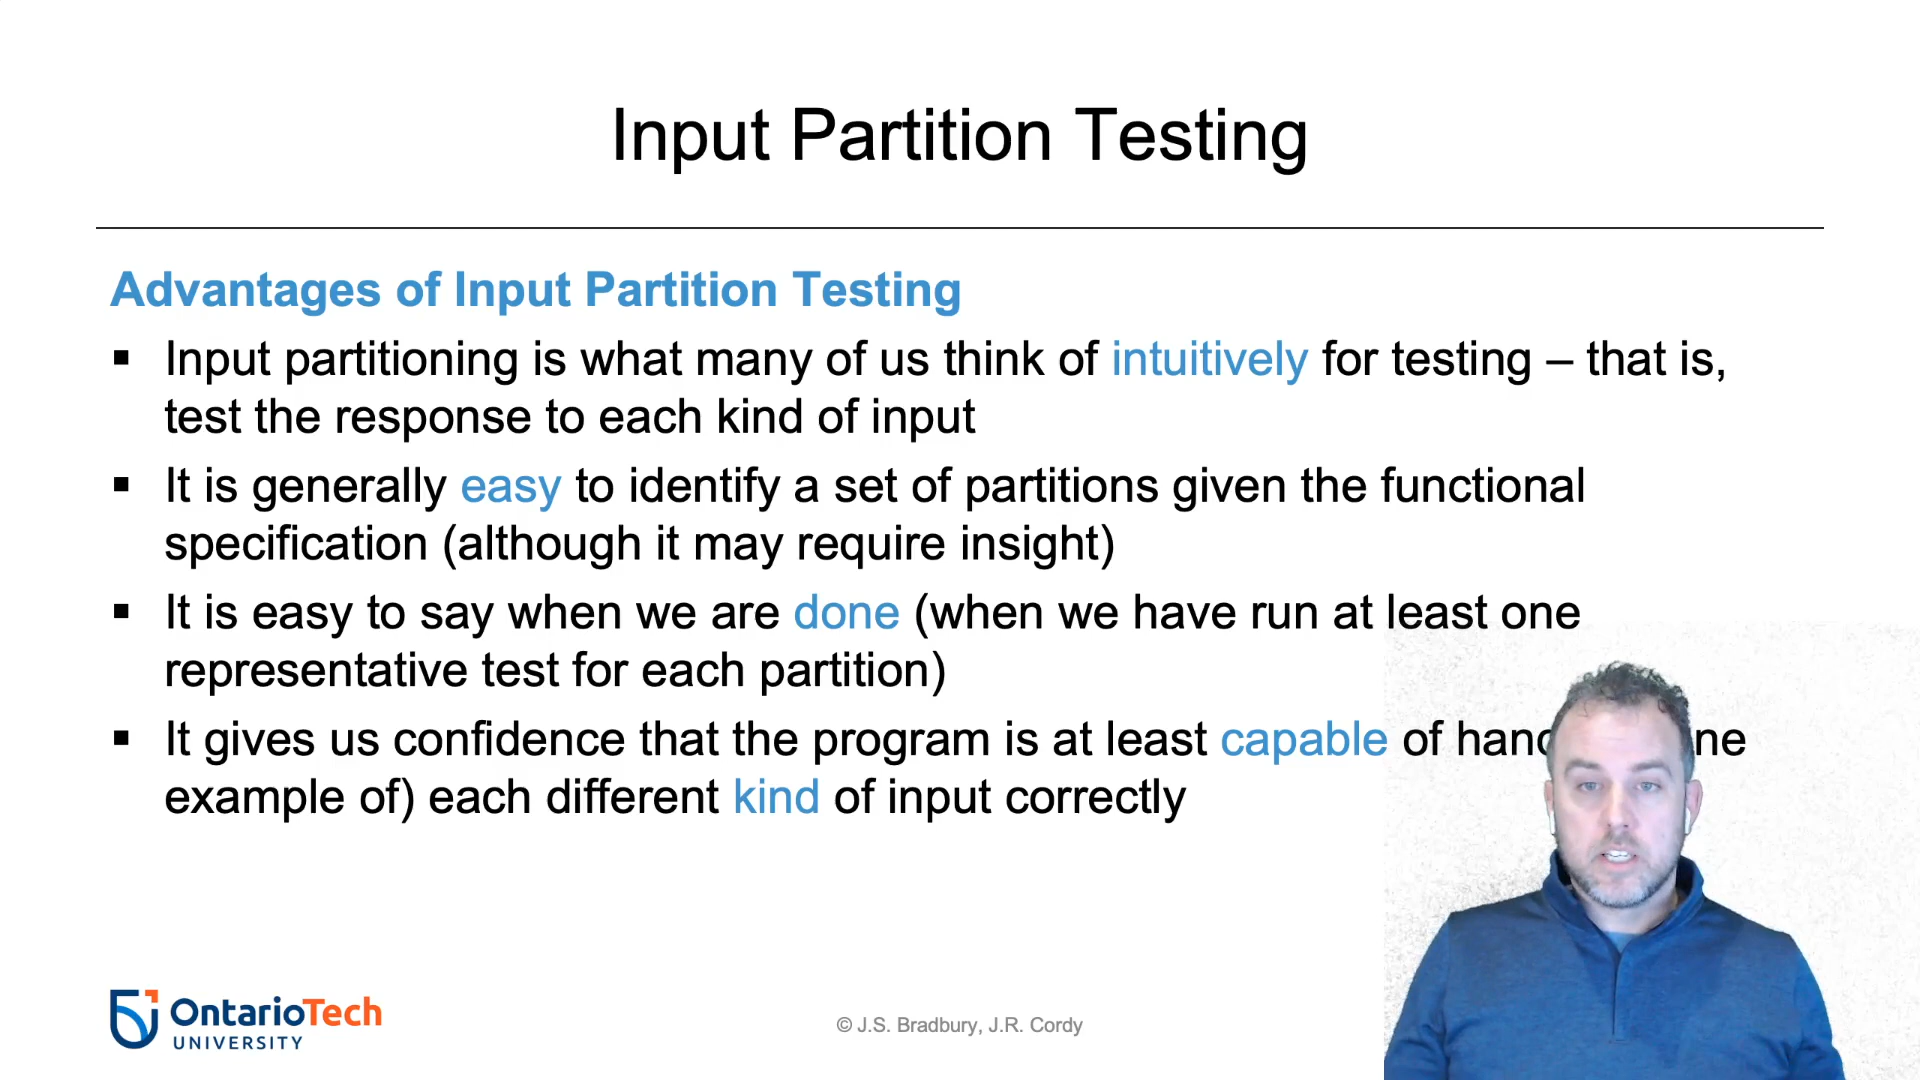 Input Partition Testing
Advantages of Input Partition Testing
▪ Input partitioning is what many of us think of intuitively for testing – that is,
test the response to each kind of input
▪ It is generally easy to identify a set of partitions given the functional
specification (although it may require insight)
▪ It is easy to say when we are done (when we have run at least one
representative test for each partition)
▪ It gives us confidence that the program is at least capable of
example of) each different kind of input correctly
OntarioTech
UNIVERSITY
© J.S. Bradbury, J.R. Cordy